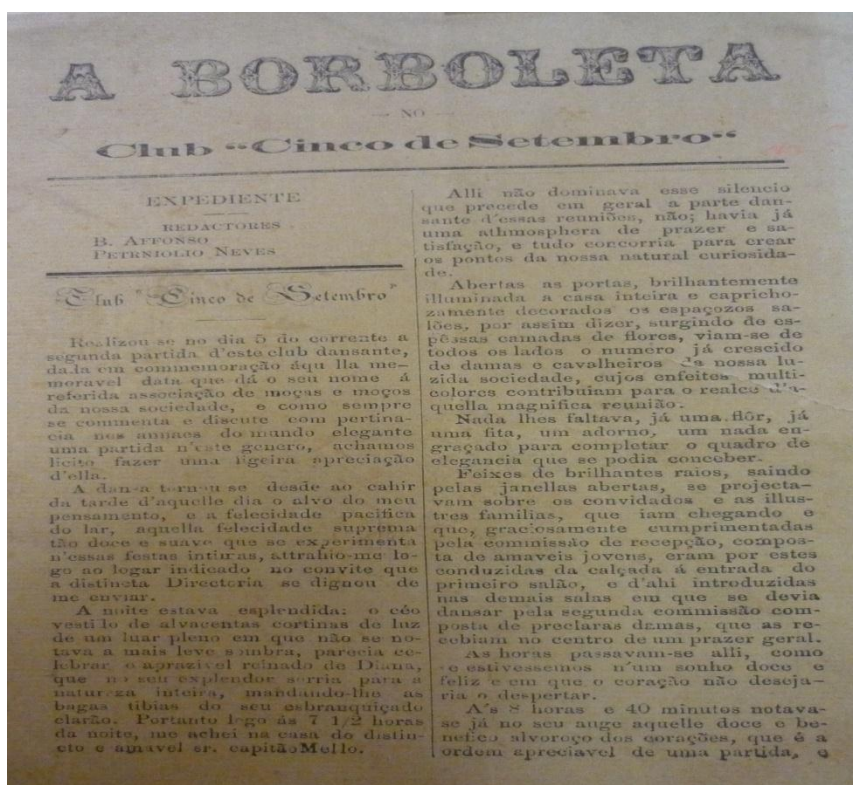 A BORBOLETA
— NO —
Club “Cinco de Setembro“
EXPEDIENTE
REDACTORES
B. AFFONSO
PETRNIOLIO NEVES
Club "Cinco de Setembro"
Realizou-se no dia 5 do corrente a
segunda partida d'este club dansante,
dada em commemoração áqu lla me-
moravel data que dá o seu nome á
referida associação de moças e moços
da nossa sociedade, e como sempre
se commenta e discute com pertina-
cia nos annaes do mundo elegante
uma partida n'este genero, achamos
licito fazer uma ligeira apreciação
d'ella.
A dansa tornou se desde ao cahir
da tarde d'aquelle dia o alvo do meu
pensamento, e a felecidade pacifica
do lar, aquella felecidade suprema
tão doce e suave que se experimenta
n'essas festas intimas, attrahio-me lo-
go ao logar indicado no convite que
a distincta Directoria se dignou de
me enviar.
A noite estava esplendida: o céo
vestilo de alvacentas cortinas de luz
de um luar pleno em que não se no-
tava a mais leve sombra, parecia ce-
lebrar o aprazivel reinado de Diana,
que no seu explendor sorria para a
natureza inteira, mandando-lhe as
bagas tibias do seu esbranquiçado
clarão. Portanto logo às 7 1/2 horas
da noite, me achei na casa do distin-
cto e amavel sr. capitão Mello.
Alli não dominava esse silencio
que precede em geral a parte dan-
sante d'essas reuniões, não; havia já
uma athmosphera de prazer e sa-
tisfação, e tudo concorria para crear
os pontos da nossa natural curiosida-
de.
Abertas as portas, brilhantemente
illuminada a casa inteira e capricho-
zamente decorados os espaçozos sa-
lões, por assim dizer, surgindo de es-
pêssas camadas de flores, viam-se de
todos os lados o numero já crescido
de damas e cavalheiros da nossa lu-
zida sociedade, cujos enfeites multi-
colores contribuiam para o realce d'a-
quella magnifica reunião.
Nada lhes faltava, já uma flôr, já
uma fita, um adorno, um nada en-
graçado para completar o quadro de
elegancia que se podia conceber.
Feixes de brilhantes raios, saindo
pelas janellas abertas, se projecta-
vam sobre os convidados e as illus-
tres familias, que iam chegando e
que, graciosamente cumprimentadas
pela commissão de recepção, compos-
ta de amaveis jovens, eram por estes
conduzidas da calçada á entrada do
primeiro salão, e d'ahi introduzidas
nas demais salas em que se devia
dansar pela segunda commissão com-
posta de preclaras damas, que as re-
cebiam no centro de um prazer geral.
As horas passavam-se alli, como
se estivessemos n'um sonho doce e
feliz e em que o coração não deseja-
ria o despertar.
A's 8 horas e 40 minutos notava-
se já no seu auge aquelle doce e be-
nefico alvoroço dos corações, que é a
ordem apreciavel de uma partida, e